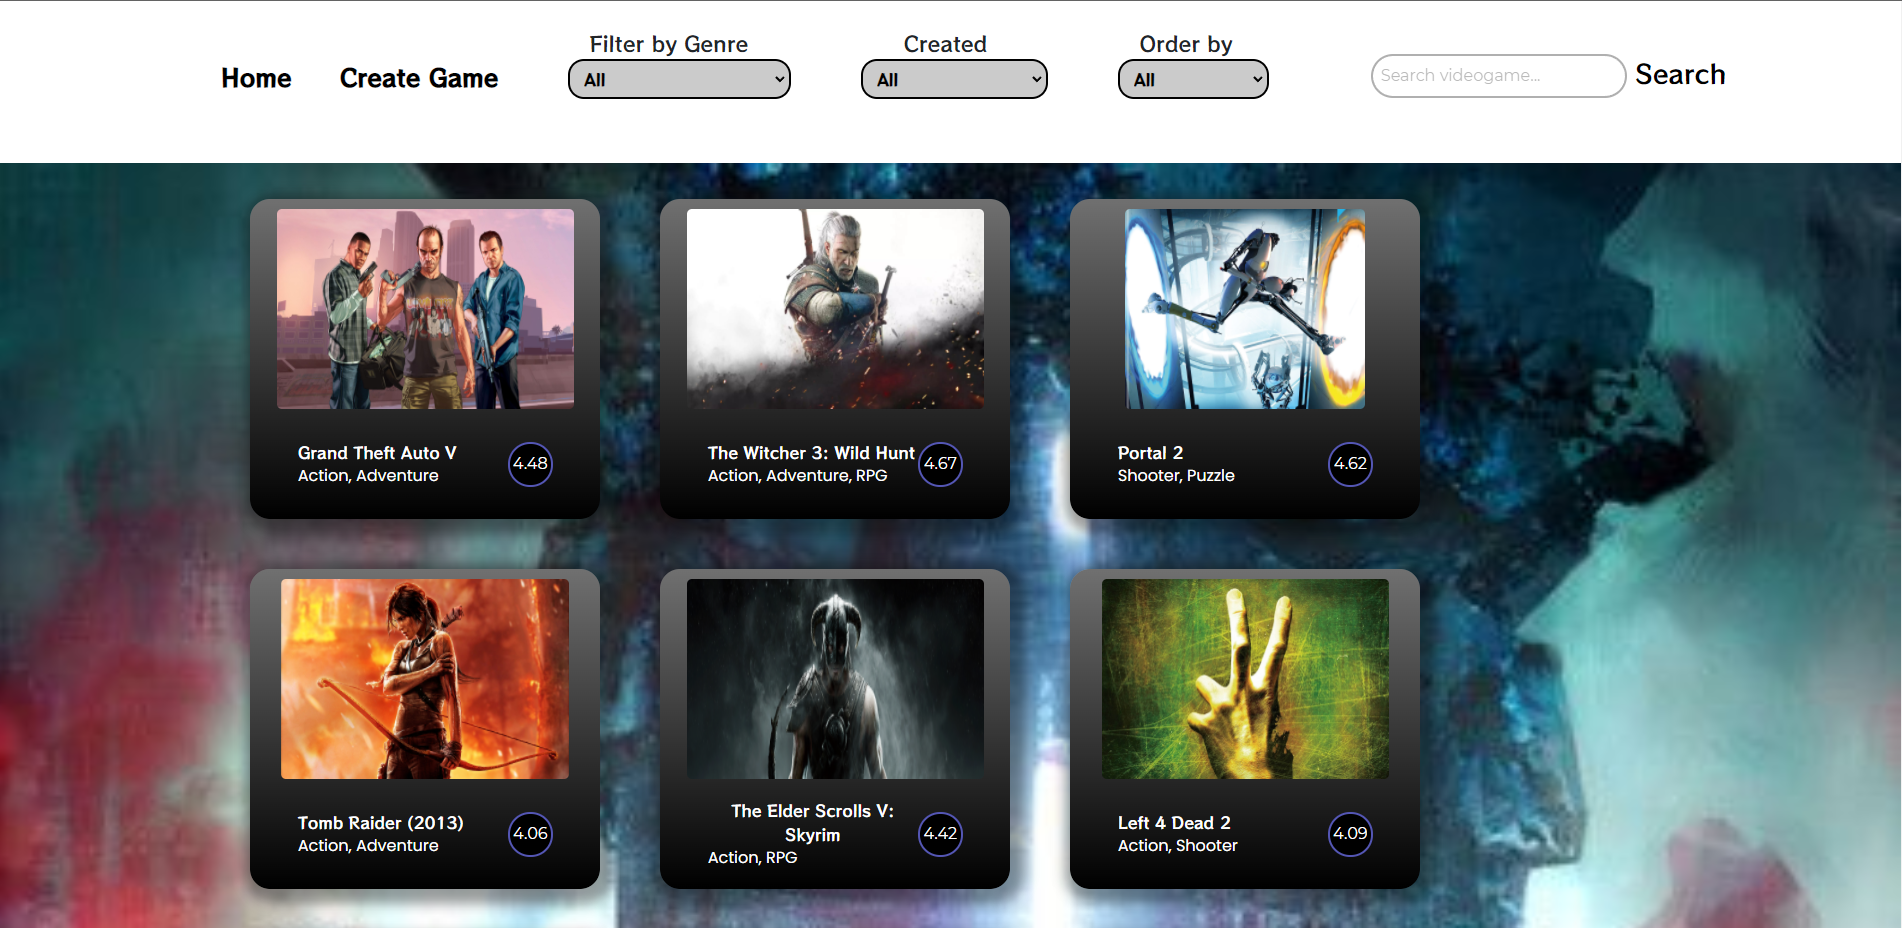 Home
Create Game
Filter by Genre
All
Created
All
Order by
All
Search videogame...
Search
Grand Theft Auto V
Action, Adventure
4.48
The Witcher 3: Wild Hunt
Action, Adventure, RPG
4.67
Portal 2
Shooter, Puzzle
4.62
Tomb Raider (2013)
Action, Adventure
4.06
The Elder Scrolls V:
Skyrim
Action, RPG
4.42
Left 4 Dead 2
Action, Shooter
4.09